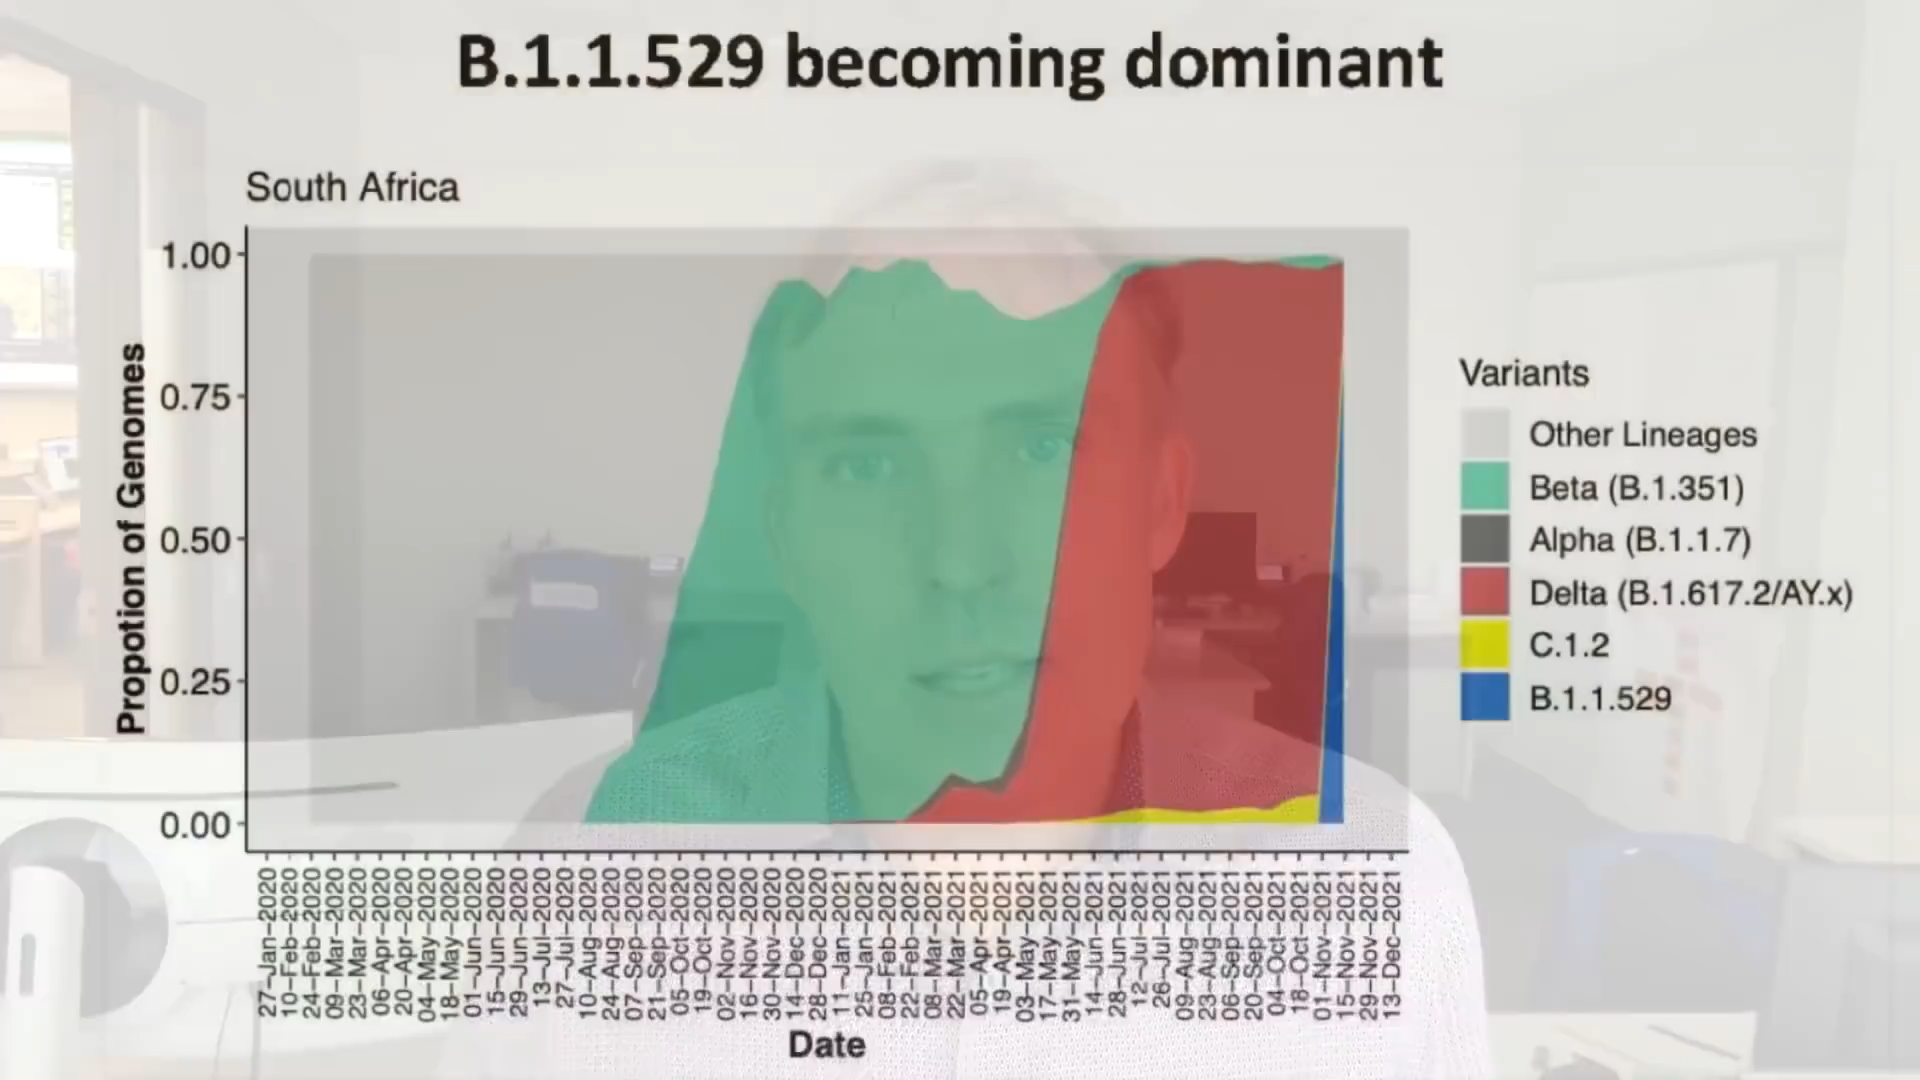 B.1.1.529 becoming dominant
South Africa
1.00
0.75
0.50
0.25
0.00
Propotion of Genomes
27-Jan-2020
10-Feb-2020
24-Feb-2020
09-Mar-2020
23-Mar-2020
06-Apr-2020
20-Apr-2020
04-May-2020
18-May-2020
01-Jun-2020
15-Jun-2020
29-Jun-2020
13-Jul-2020
27-Jul-2020
10-Aug-2020
24-Aug-2020
07-Sep-2020
21-Sep-2020
05-Oct-2020
19-Oct-2020
02-Nov-2020
16-Nov-2020
30-Nov-2020
14-Dec-2020
28-Dec-2020
11-Jan-2021
25-Jan-2021
08-Feb-2021
22-Feb-2021
08-Mar-2021
22-Mar-2021
05-Apr-2021
19-Apr-2021
03-May-2021
17-May-2021
31-May-2021
14-Jun-2021
28-Jun-2021
12-Jul-2021
26-Jul-2021
09-Aug-2021
23-Aug-2021
06-Sep-2021
20-Sep-2021
04-Oct-2021
18-Oct-2021
01-Nov-2021
15-Nov-2021
29-Nov-2021
13-Dec-2021
Date
Variants
Other Lineages
Beta (B.1.351)
Alpha (B.1.1.7)
Delta (B.1.617.2/AY.x)
C.1.2
B.1.1.529